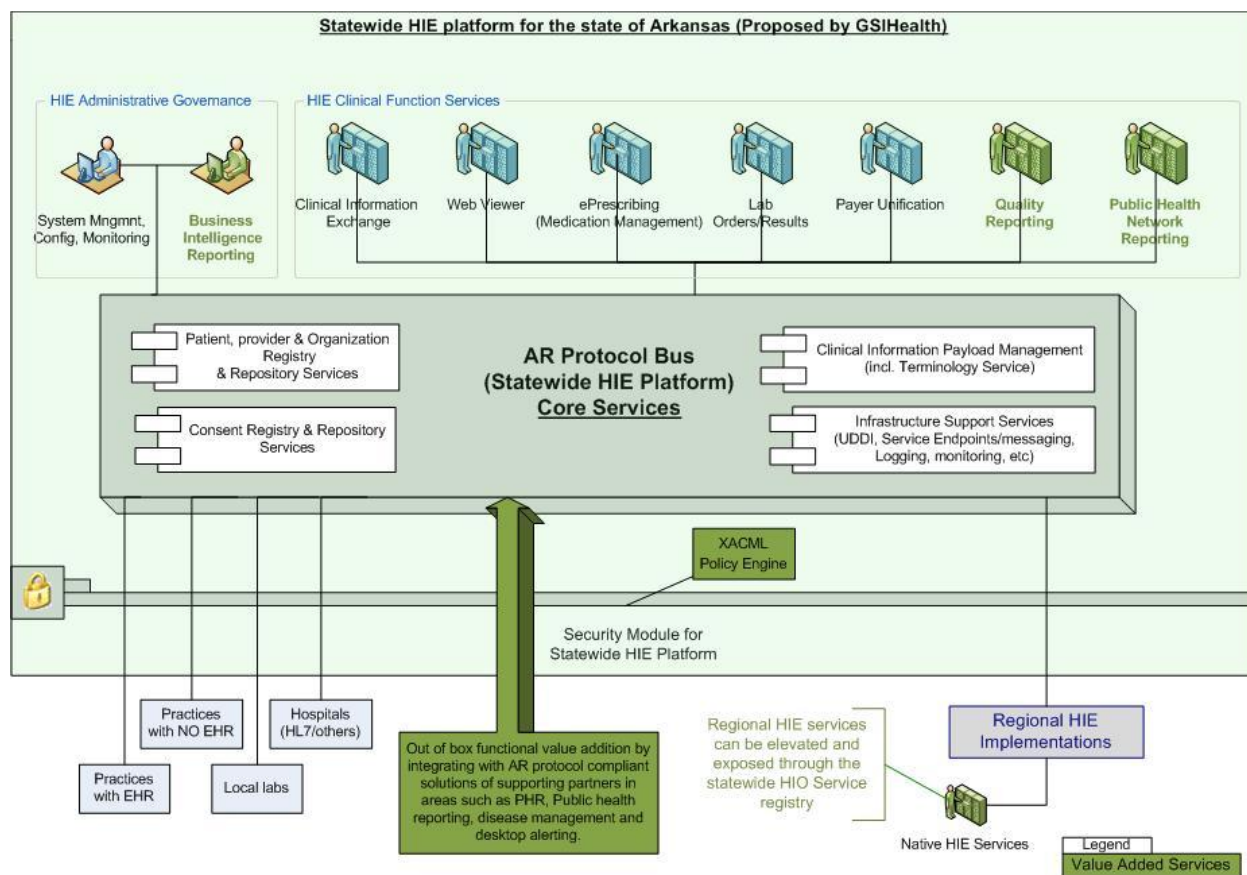 Statewide HIE platform for the state of Arkansas (Proposed by GSIHealth)
HIE Administrative Governance
System Mngmnt,
Config, Monitoring
Business
Intelligence
Reporting
HIE Clinical Function Services
Clinical Information
Exchange
Web Viewer
ePrescribing
(Medication Management)
Lab
Orders/Results
Payer Unification
Quality
Reporting
Public Health
Network
Reporting
Patient, provider & Organization
Registry
& Repository Services
Consent Registry & Repository
Services
AR Protocol Bus
(Statewide HIE Platform)
Core Services
Clinical Information Payload Management
(incl. Terminology Service)
Infrastructure Support Services
(UDDI, Service Endpoints/messaging,
Logging, monitoring, etc)
XACML
Policy Engine
Security Module for
Statewide HIE Platform
Practices
with NO EHR
Hospitals
(HL7/others)
Practices
with EHR
Local labs
Out of box functional value addition by
integrating with AR protocol compliant
solutions of supporting partners in
areas such as PHR, Public health
reporting, disease management and
desktop alerting.
Regional HIE services
can be elevated and
exposed through the
statewide HIO Service
registry
Regional HIE
Implementations
Native HIE Services
Legend
Value Added Services